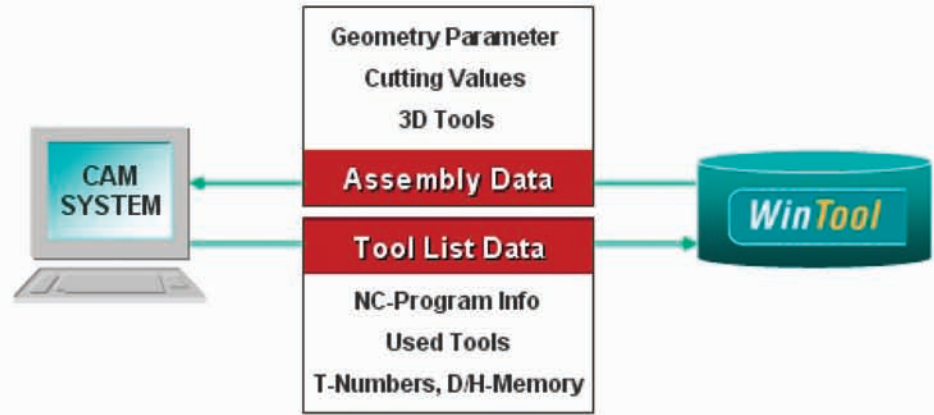 Geometry Parameter
Cutting Values
3D Tools
Assembly Data
CAM
SYSTEM
WinTool
Tool List Data
NC-Program Info
Used Tools
T-Numbers, D/H-Memory